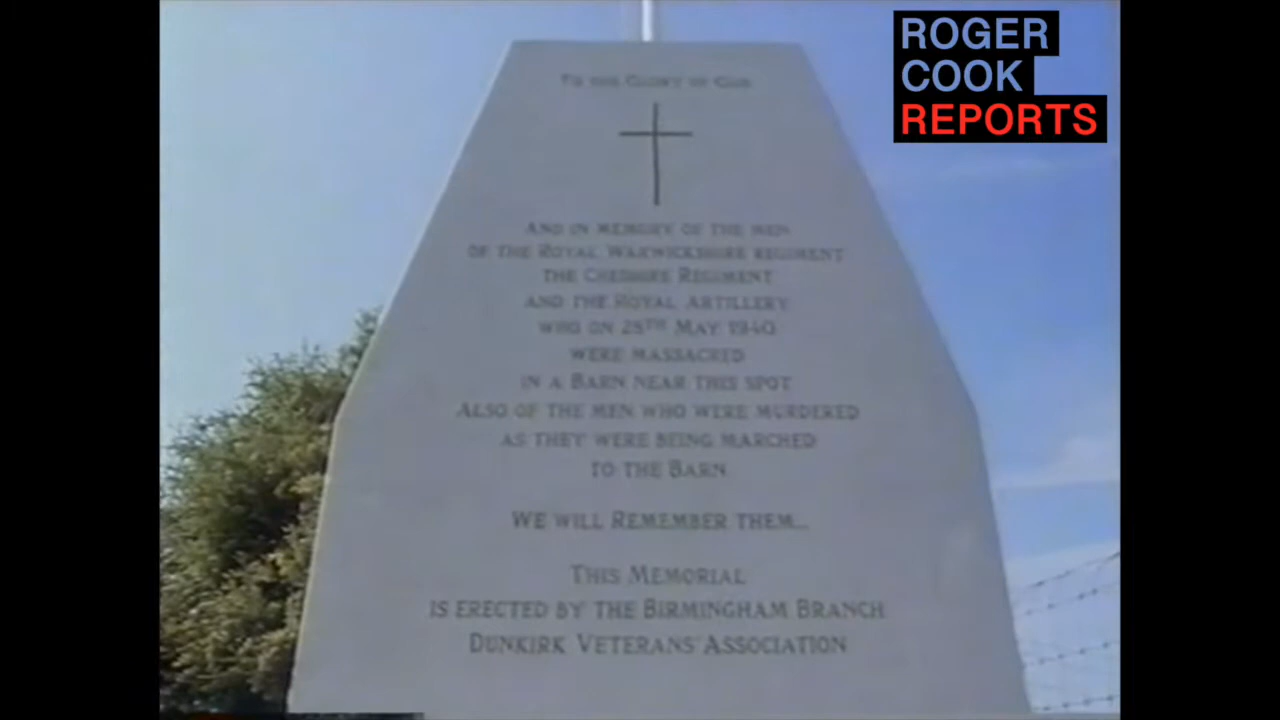 ROGER
COOK
REPORTS
TO THE GLORY OF GOD
AND IN MEMORY OF THE MEN
OF THE ROYAL WARWICKSHIRE REGIMENT
THE CHESHIRE REGIMENT
AND THE ROYAL ARTILLERY
WHO ON 28TH MAY 1940
WERE MASSACRED
IN A BARN NEAR THIS SPOT
ALSO OF THE MEN WHO WERE MURDERED
AS THEY WERE BEING MARCHED
TO THE BARN
WE WILL REMEMBER THEM...
THIS MEMORIAL
IS ERECTED BY THE BIRMINGHAM BRANCH
DUNKIRK VETERANS' ASSOCIATION